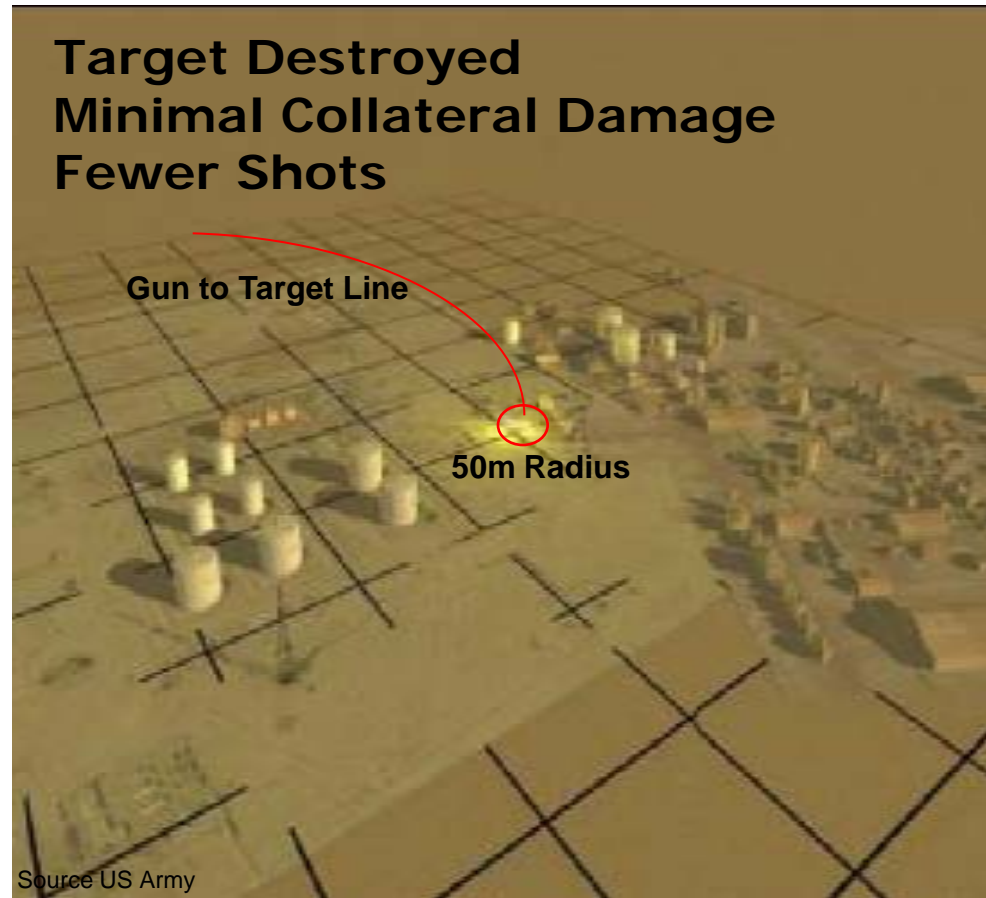 Target Destroyed
Minimal Collateral Damage
Fewer Shots
Gun to Target Line
50m Radius
Source US Army